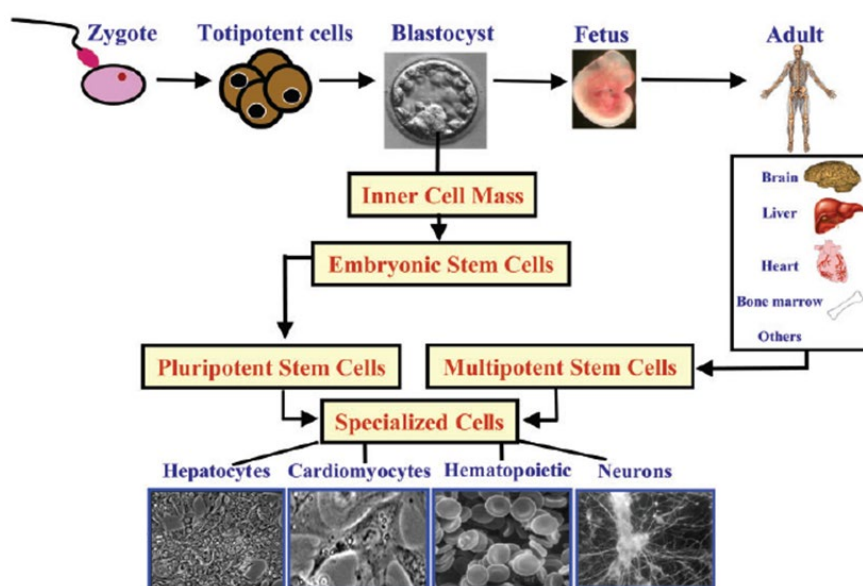 Zygote
Totipotent cells
Blastocyst
Fetus
Adult
Inner Cell Mass
Brain
Liver
Embryonic Stem Cells
Heart
Bone marrow
Others
Pluripotent Stem Cells
Multipotent Stem Cells
Specialized Cells
Hepatocytes
Cardiomyocytes
Hematopoietic
Neurons